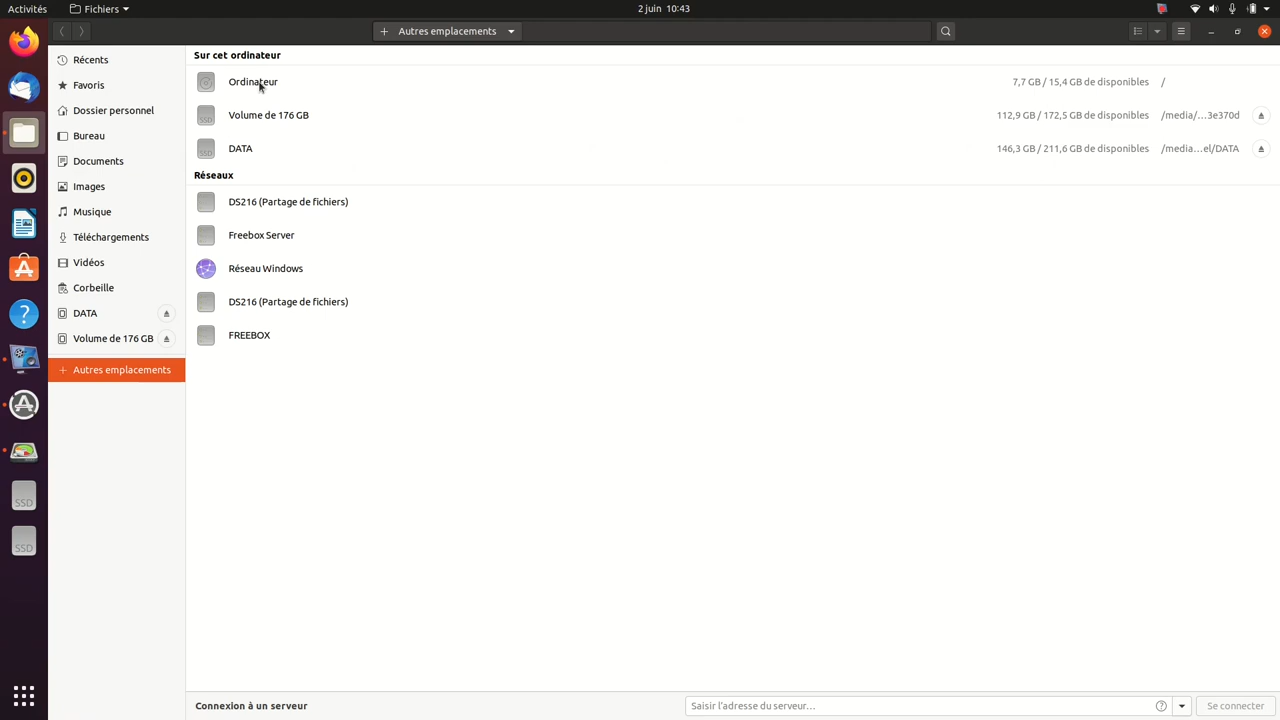 Activités Fichiers 2 juin 10:43
Autres emplacements
Récents
Favoris
Dossier personnel
Bureau
Documents
Images
Musique
Téléchargements
Vidéos
Corbeille
DATA
Volume de 176 GB
Autres emplacements
Sur cet ordinateur
Ordinateur 7,7 GB / 15,4 GB de disponibles /
Volume de 176 GB 112,9 GB / 172,5 GB de disponibles /media/…3e370d
DATA 146,3 GB / 211,6 GB de disponibles /media…el/DATA
Réseaux
DS216 (Partage de fichiers)
Freebox Server
Réseau Windows
DS216 (Partage de fichiers)
FREEBOX
SSD
SSD
Connexion à un serveur Saisir l'adresse du serveur… Se connecter